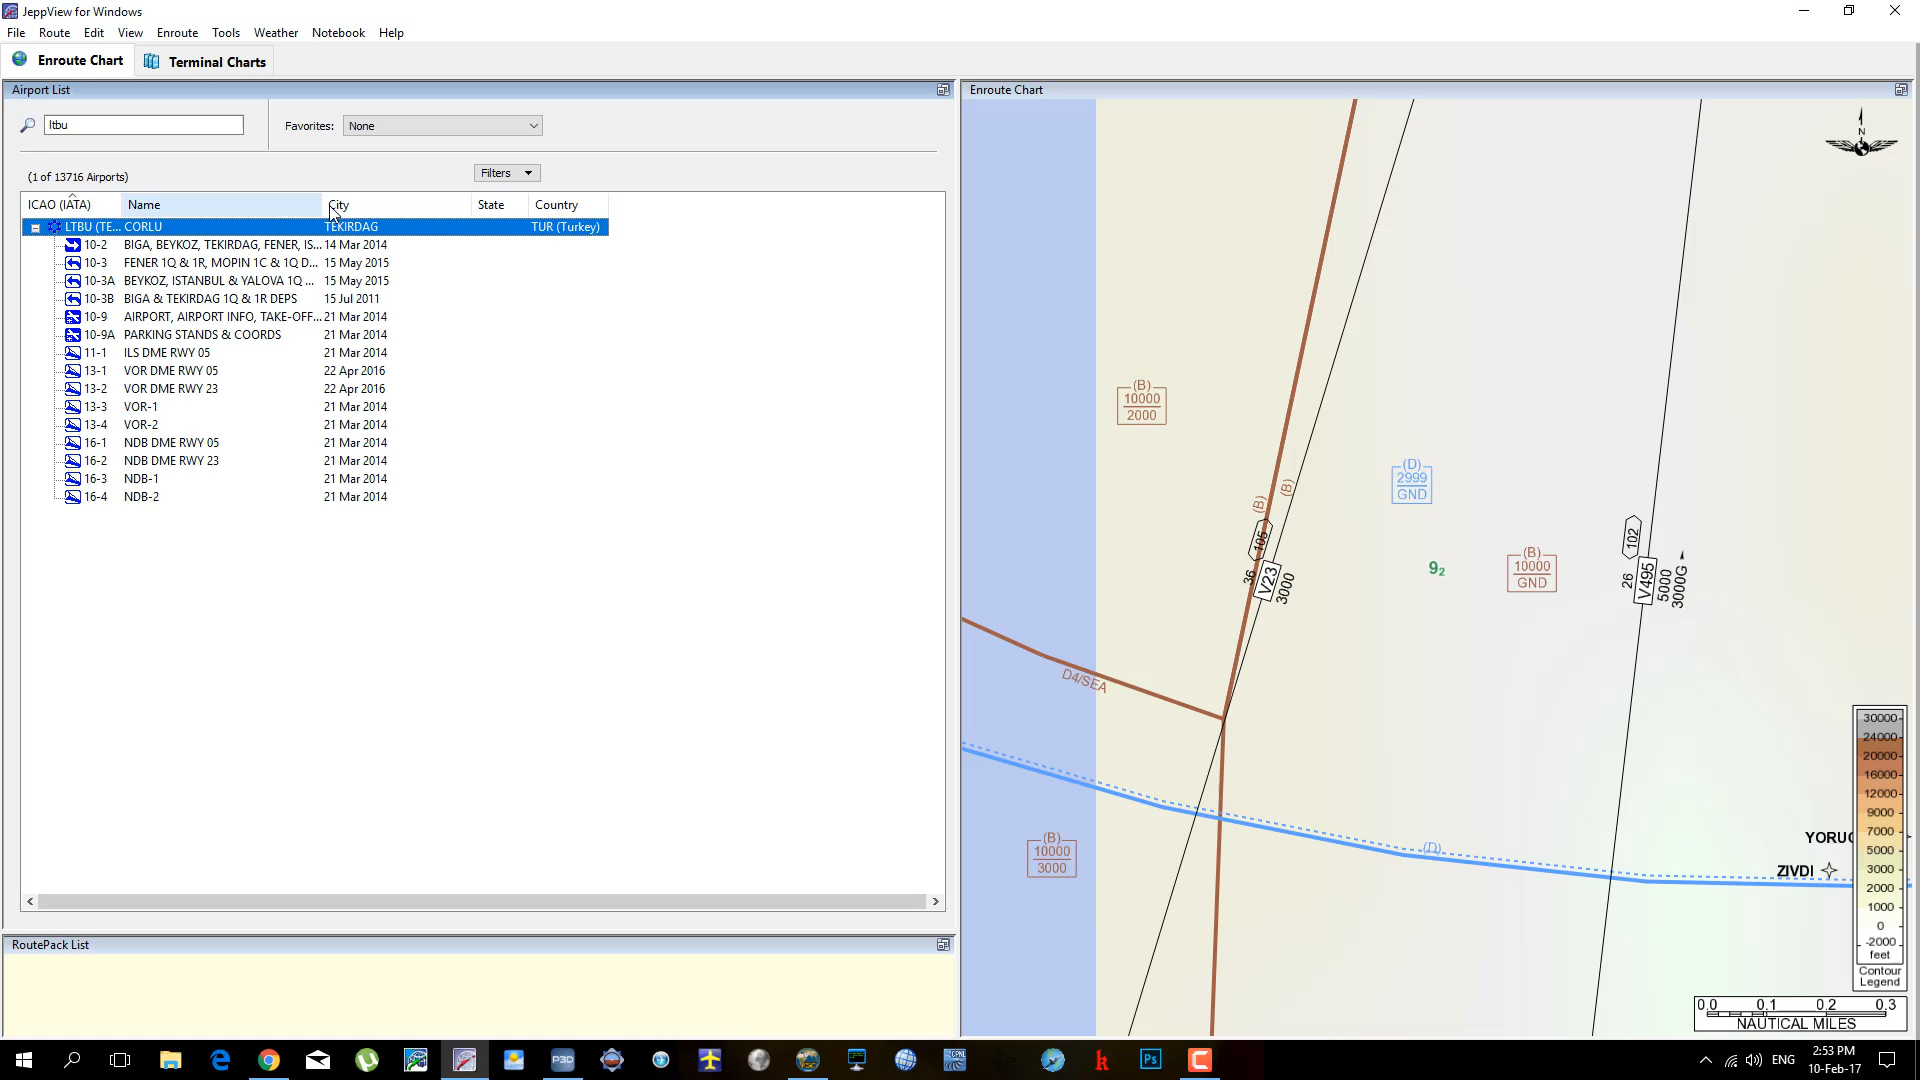 JeppView for Windows
File Route Edit View Enroute Tools Weather Notebook Help
Enroute Chart Terminal Charts
Airport List
ltbu Favorites: None
(1 of 13716 Airports) Filters
ICAO (IATA) Name City State Country
LTBU (TE... CORLU TEKIRDAG TUR (Turkey)
10-2 BIGA, BEYKOZ, TEKIRDAG, FENER, IS... 14 Mar 2014
10-3 FENER 1Q & 1R, MOPIN 1C & 1Q D... 15 May 2015
10-3A BEYKOZ, ISTANBUL & YALOVA 1Q ... 15 May 2015
10-3B BIGA & TEKIRDAG 1Q & 1R DEPS 15 Jul 2011
10-9 AIRPORT, AIRPORT INFO, TAKE-OFF... 21 Mar 2014
10-9A PARKING STANDS & COORDS 21 Mar 2014
11-1 ILS DME RWY 05 21 Mar 2014
13-1 VOR DME RWY 05 22 Apr 2016
13-2 VOR DME RWY 23 22 Apr 2016
13-3 VOR-1 21 Mar 2014
13-4 VOR-2 21 Mar 2014
16-1 NDB DME RWY 05 21 Mar 2014
16-2 NDB DME RWY 23 21 Mar 2014
16-3 NDB-1 21 Mar 2014
16-4 NDB-2 21 Mar 2014
RoutePack List
Enroute Chart
N
(B)
10000
2000
(D)
2999
GND
(B)
(B)
105
36
V23
3000
9₂
(B)
10000
GND
102
26
V495
5000
3000G
D4/SEA
(B)
10000
3000
(D)
YORUC
ZIVDI
30000
24000
20000
16000
12000
9000
7000
5000
3000
2000
1000
0
-2000
feet
Contour
Legend
0.0 0.1 0.2 0.3
NAUTICAL MILES
P3D
Ps
ENG
2:53 PM
10-Feb-17